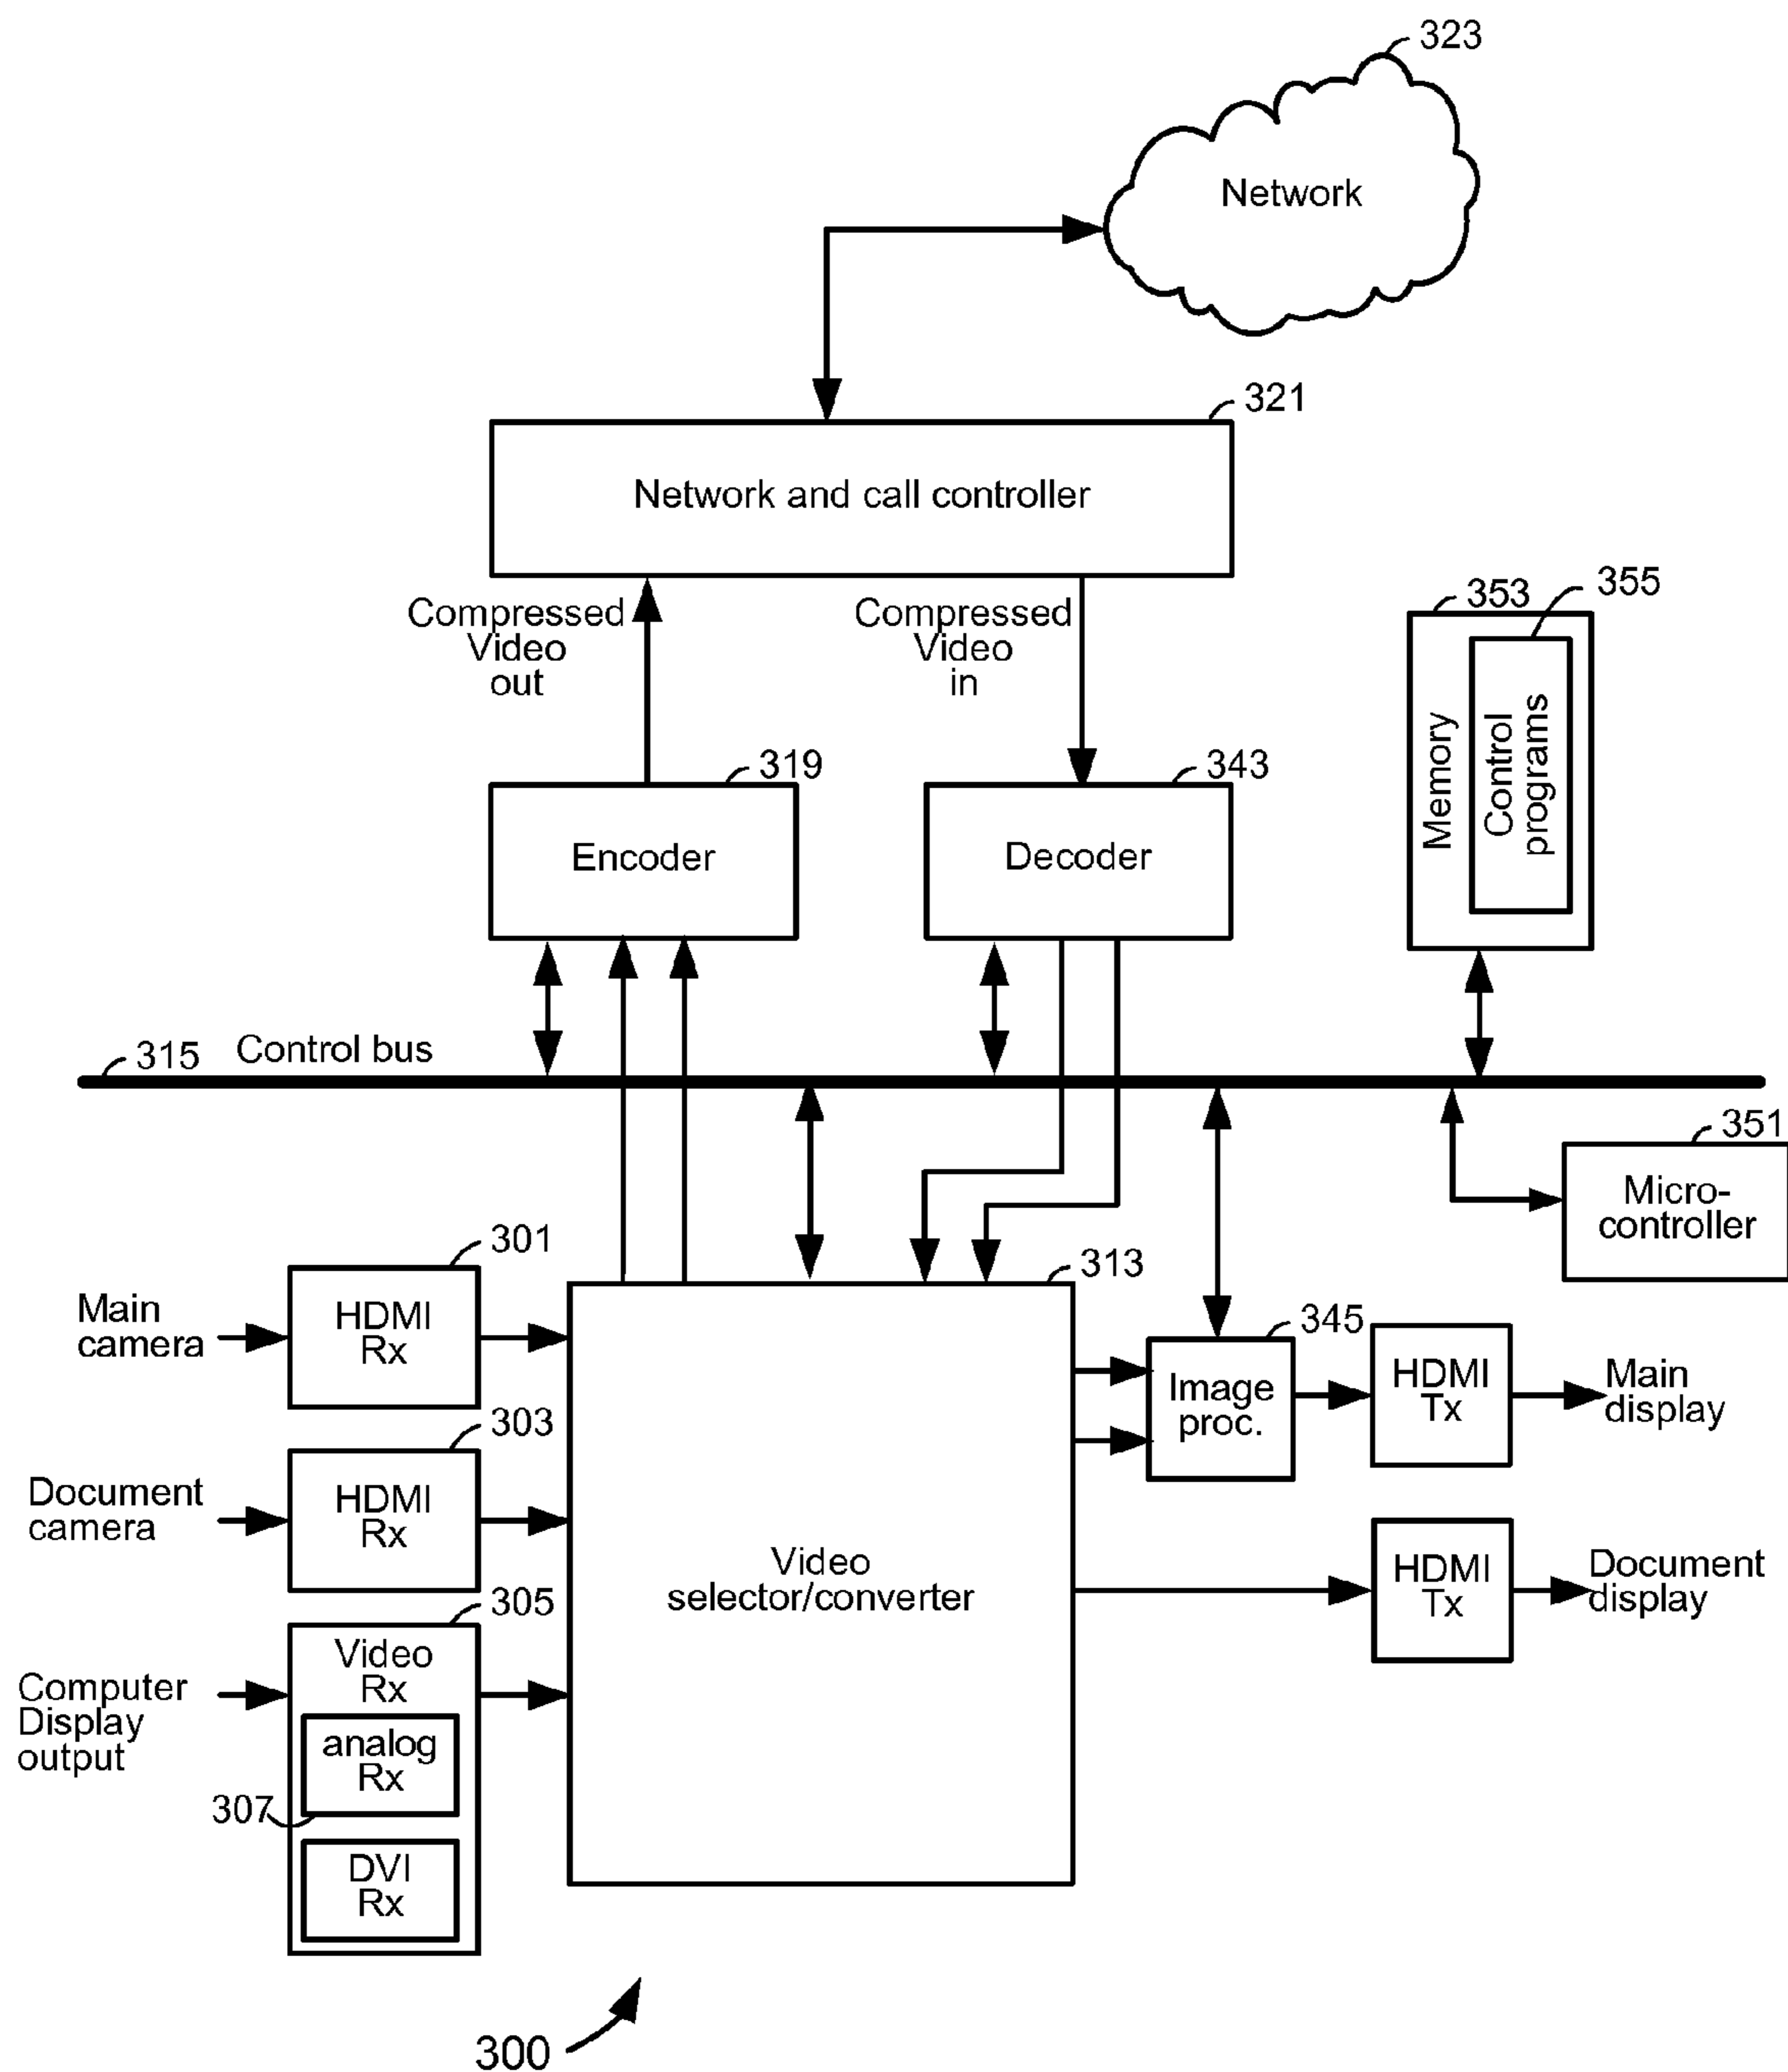 323
Network
321
Network and call controller
Compressed
Video
out
Compressed
Video
in
353
355
Memory
Control
programs
319
Encoder
343
Decoder
315
Control bus
351
Micro-
controller
301
Main
camera
HDMI
Rx
313
345
Image
proc.
HDMI
Tx
Main
display
303
Document
camera
HDMI
Rx
Video
selector/converter
HDMI
Tx
Document
display
305
Computer
Display
output
Video
Rx
analog
Rx
307
DVI
Rx
300